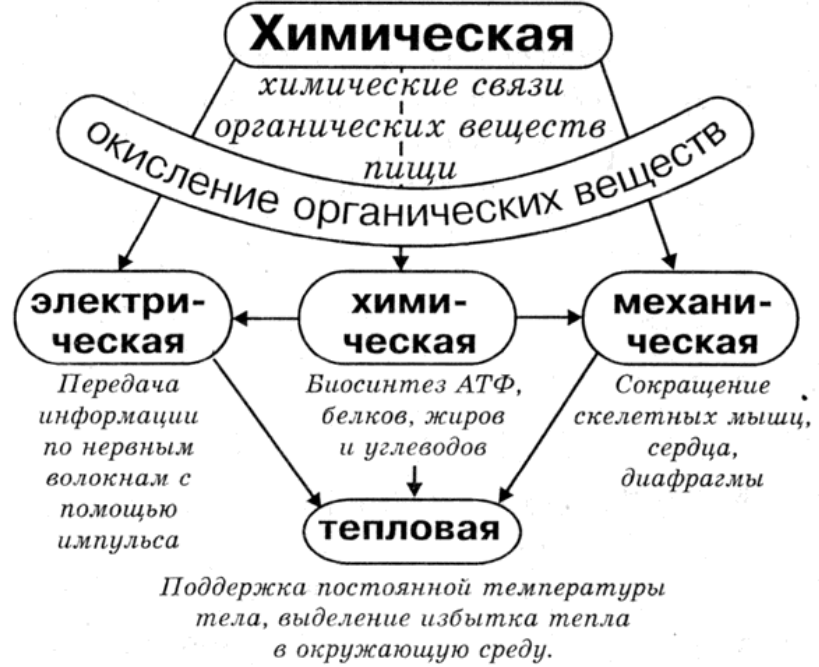 Химическая
химические связи
органических веществ
пищи
окисление органических веществ
электри-
ческая
хими-
ческая
механи-
ческая
Передача
информации
по нервным
волокнам с
помощью
импульса
Биосинтез АТФ,
белков, жиров
и углеводов
Сокращение
скелетных мышц,
сердца,
диафрагмы
тепловая
Поддержка постоянной температуры
тела, выделение избытка тепла
в окружающую среду.